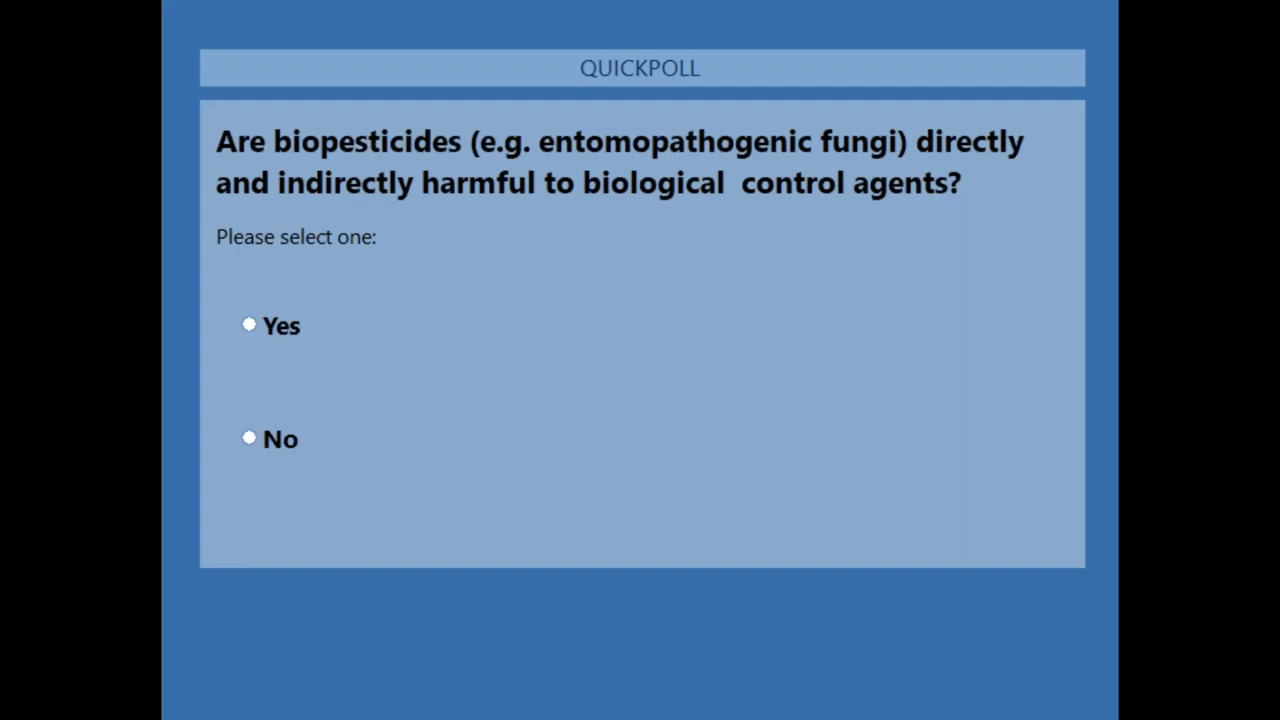 QUICKPOLL
Are biopesticides (e.g. entomopathogenic fungi) directly
and indirectly harmful to biological  control agents?
Please select one:
Yes
No